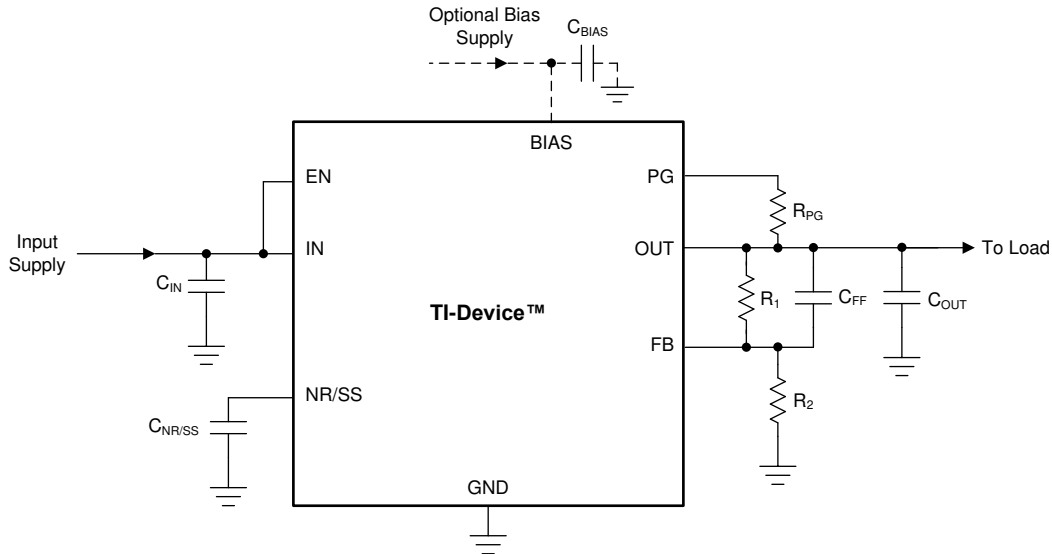 Optional Bias
Supply
C_BIAS
BIAS
EN
PG
R_PG
Input
Supply
IN
OUT
To Load
C_IN
TI-Device™
R_1
C_FF
C_OUT
FB
NR/SS
C_NR/SS
R_2
GND